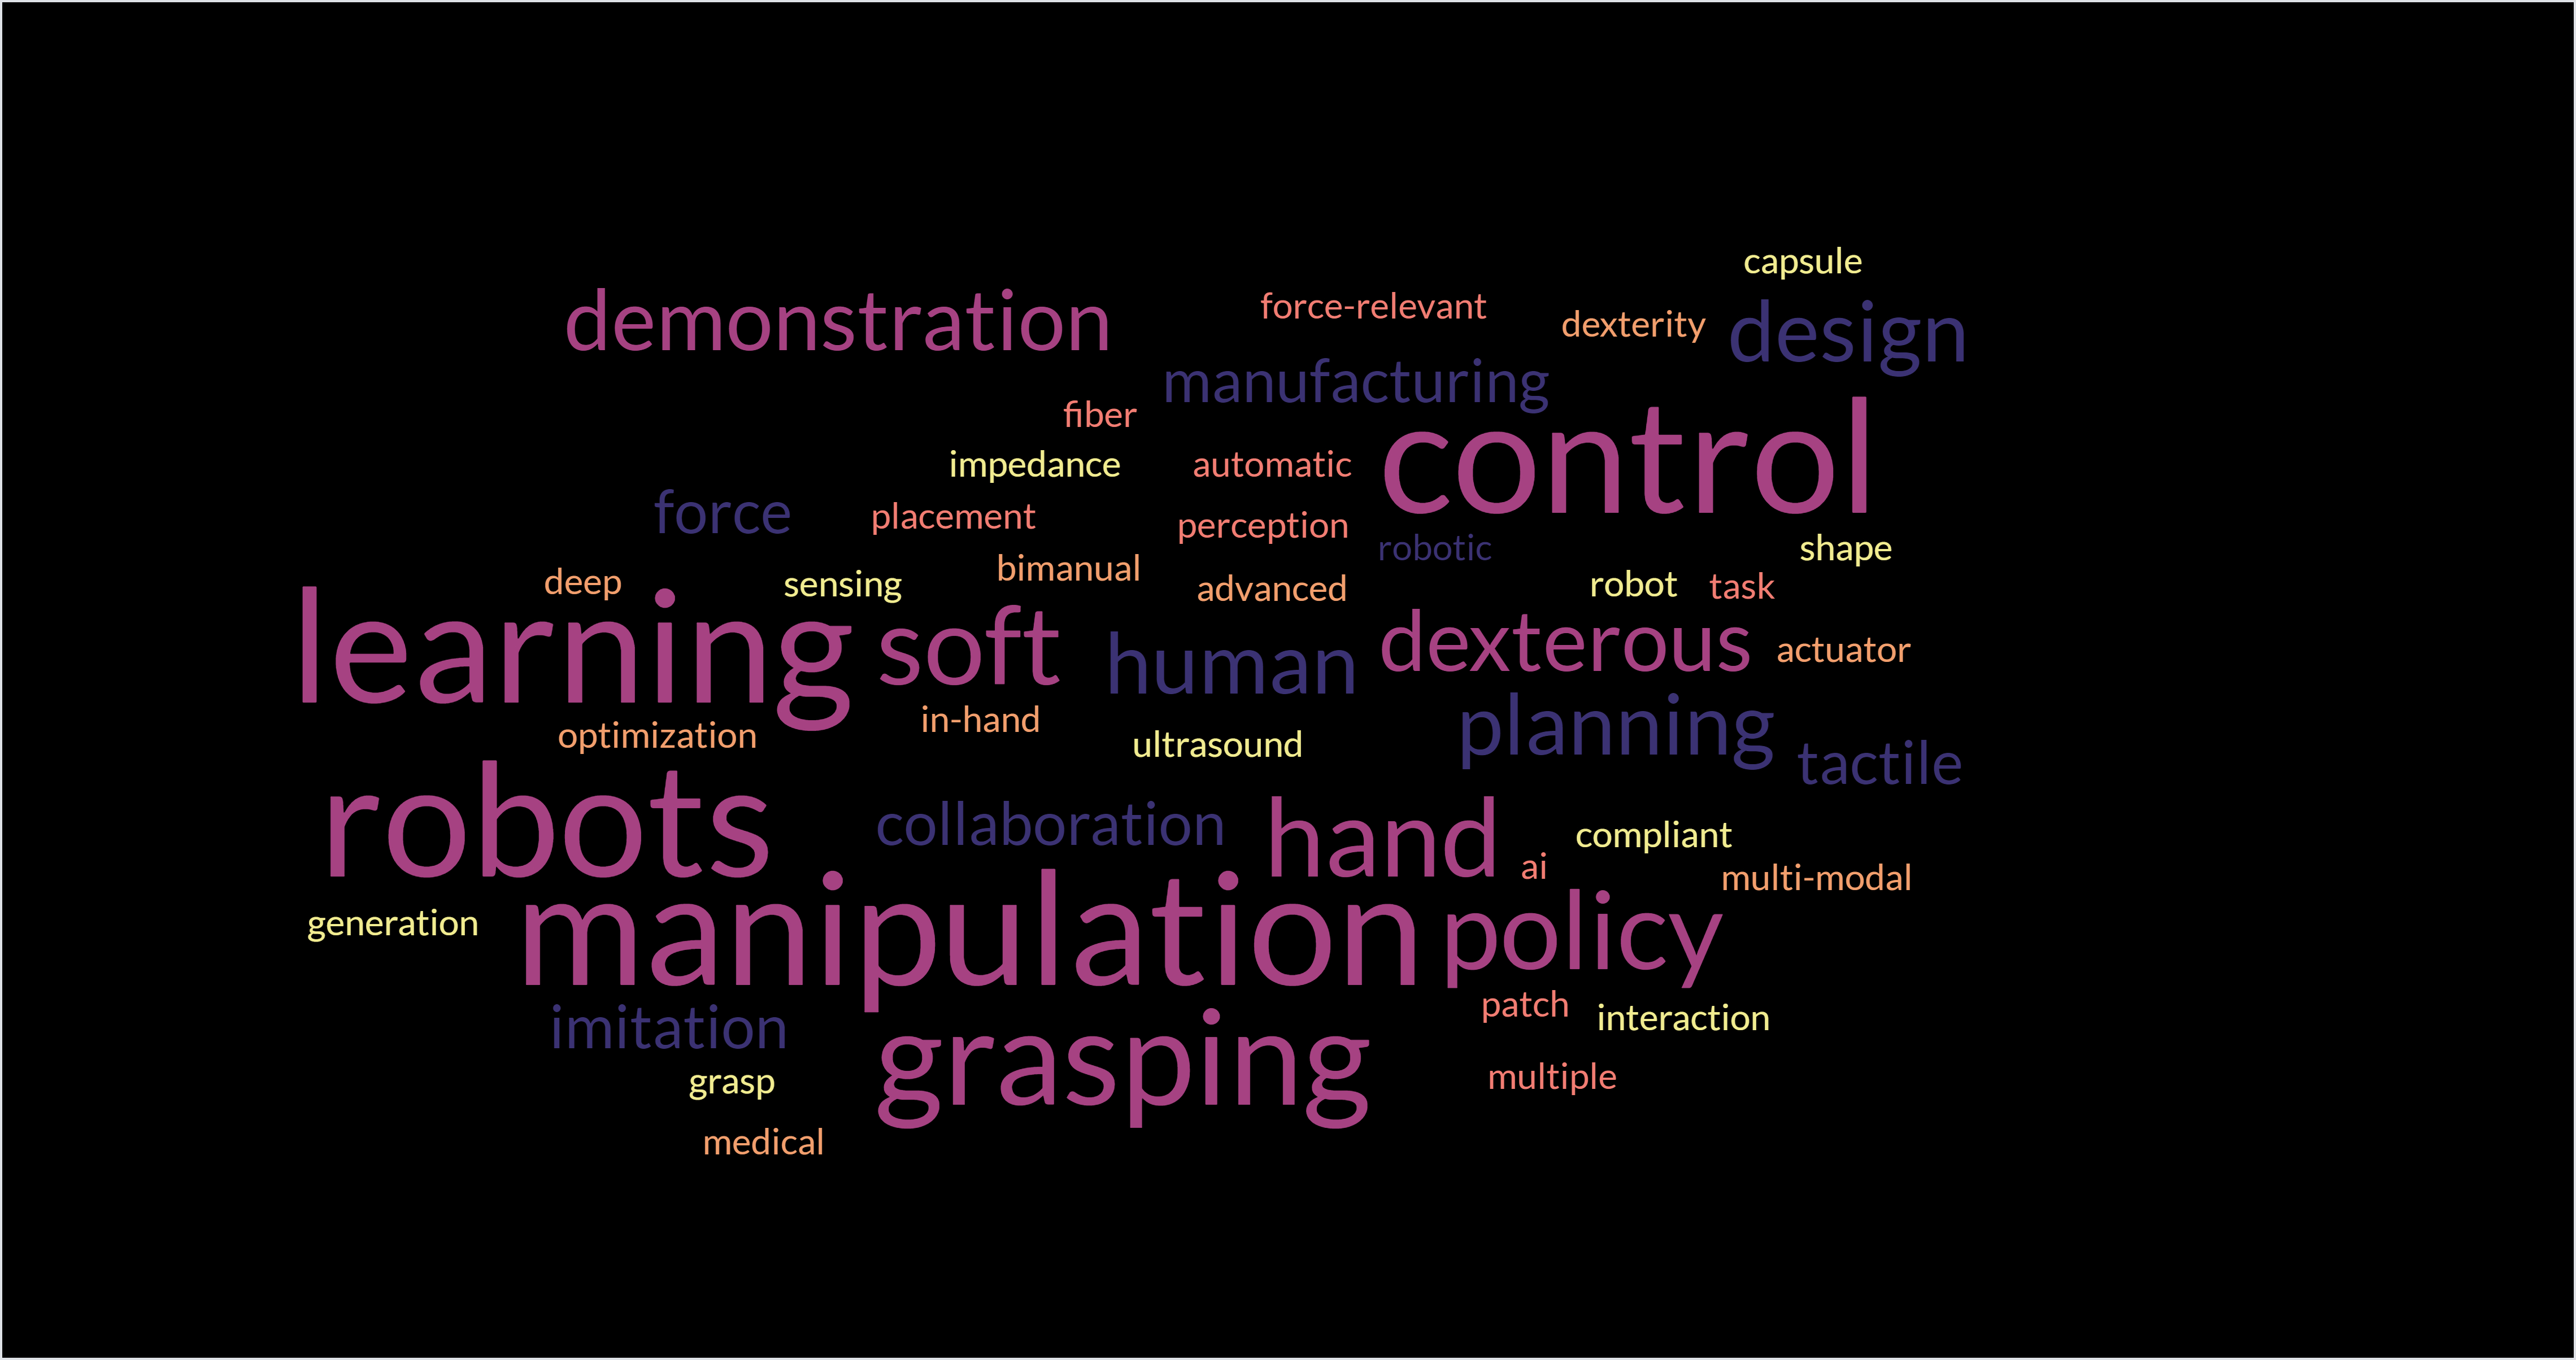 capsule
demonstration
force-relevant
dexterity
design
manufacturing
fiber
control
impedance
automatic
force
placement
perception
robotic
shape
deep
sensing
bimanual
advanced
robot
task
learning
soft
human
dexterous
actuator
optimization
in-hand
ultrasound
planning
tactile
robots
collaboration
hand
compliant
ai
multi-modal
generation
manipulation
policy
imitation
patch
interaction
grasp
grasping
multiple
medical